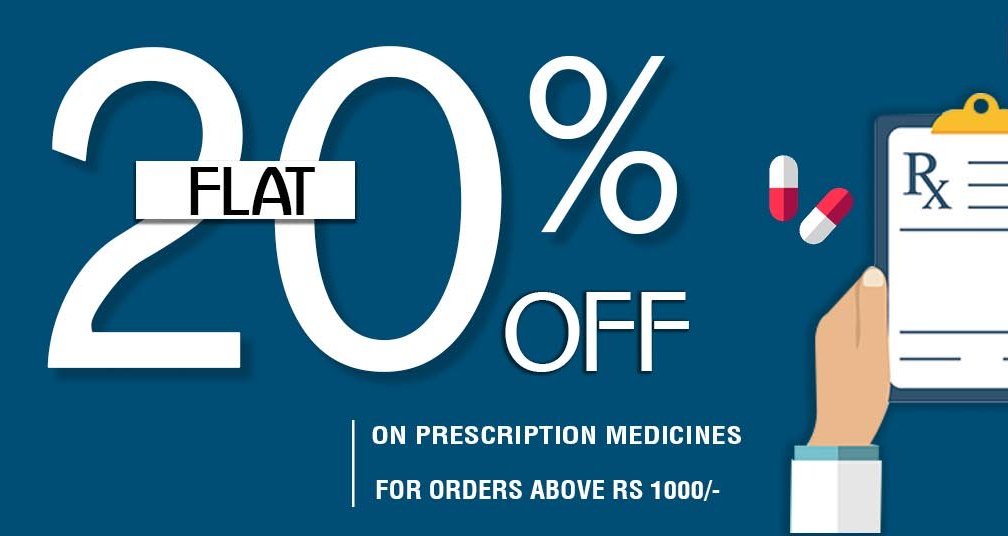 FLAT
20%
OFF
ON PRESCRIPTION MEDICINES
FOR ORDERS ABOVE RS 1000/-
Rx